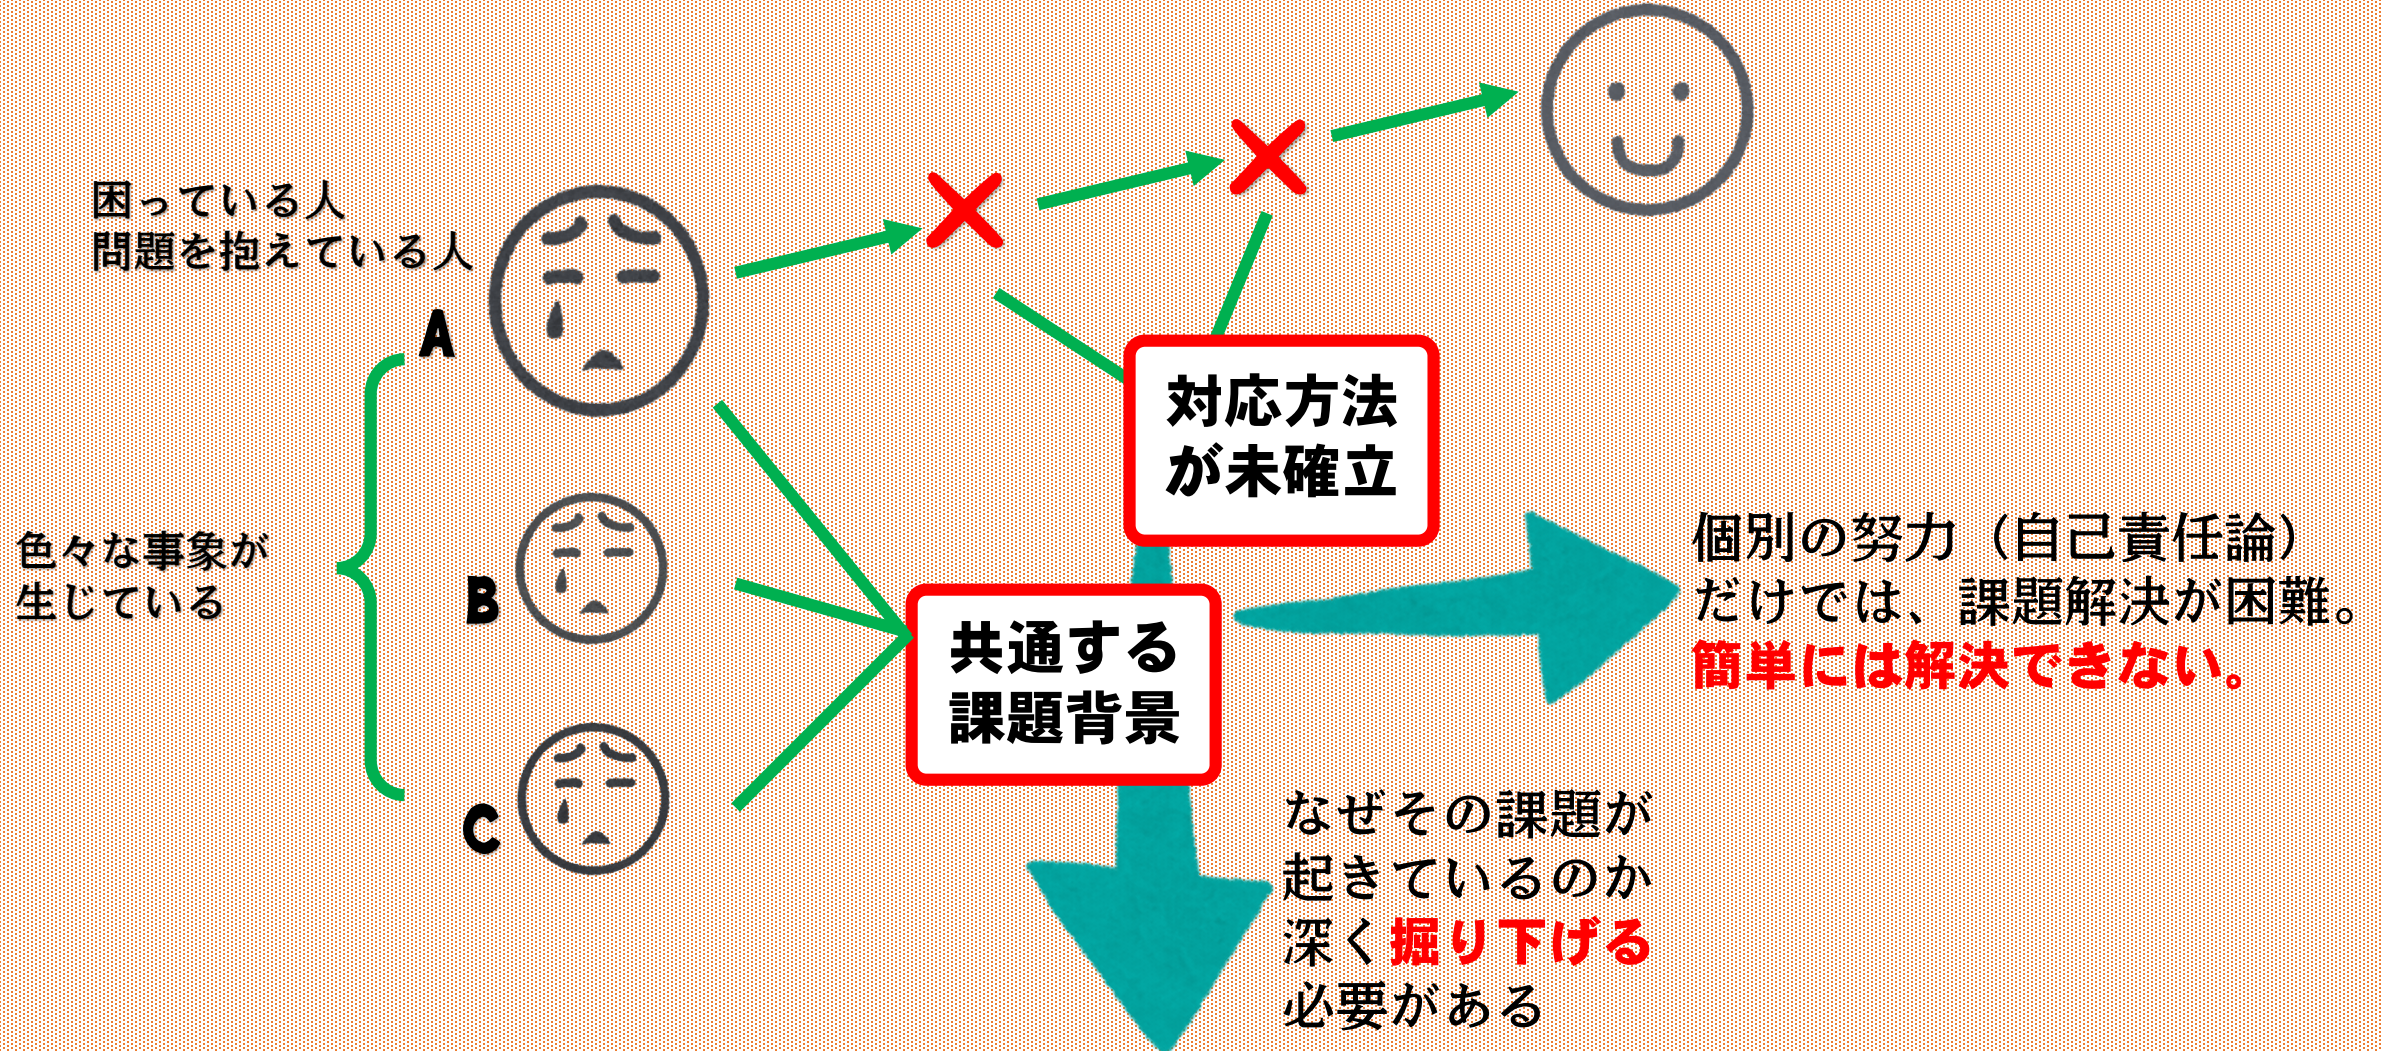 困っている人
問題を抱えている人
A
色々な事象が
生じている
B
C
対応方法
が未確立
共通する
課題背景
個別の努力（自己責任論）
だけでは、課題解決が困難。
簡単には解決できない。
なぜその課題が
起きているのか
深く掘り下げる
必要がある